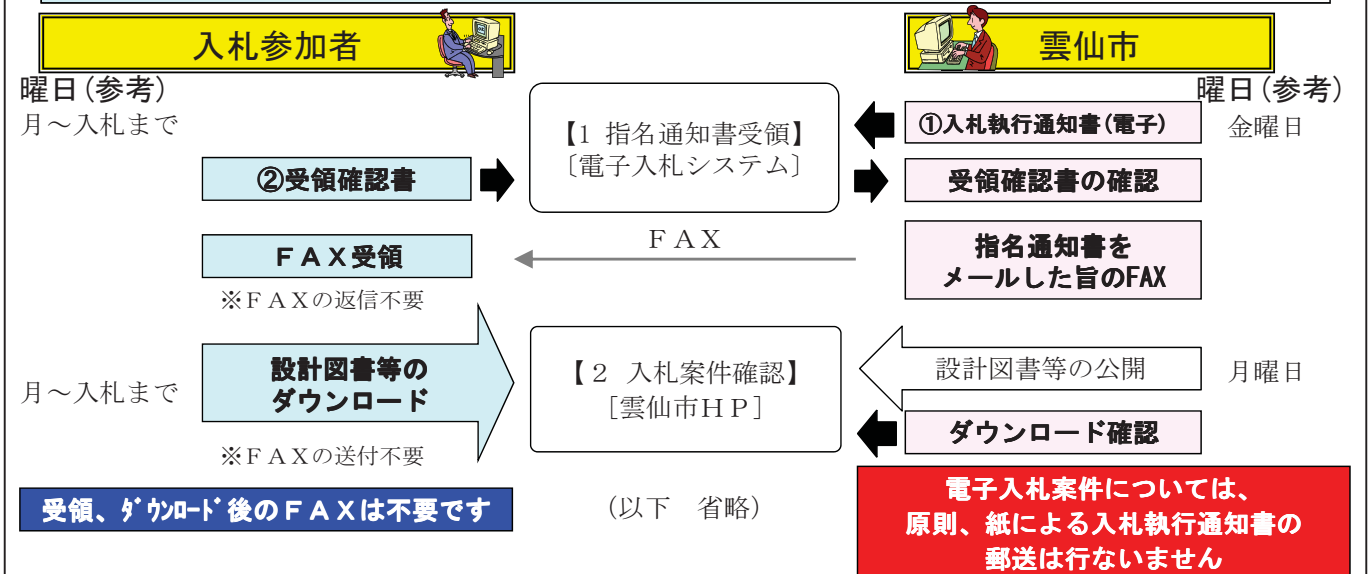 入札参加者
雲仙市
曜日(参考)
曜日(参考)
月～入札まで
【1 指名通知書受領】
〔電子入札システム〕
①入札執行通知書(電子)
金曜日
②受領確認書
受領確認書の確認
ＦＡＸ受領
ＦＡＸ
指名通知書を
メールした旨のFAX
※ＦＡＸの返信不要
月～入札まで
設計図書等の
ダウンロード
【２ 入札案件確認】
［雲仙市ＨＰ］
設計図書等の公開
月曜日
ダウンロード確認
※ＦＡＸの送付不要
受領、ﾀﾞｳﾝﾛｰﾄﾞ後のＦＡＸは不要です
（以下　省略）
電子入札案件については、
原則、紙による入札執行通知書の
郵送は行ないません